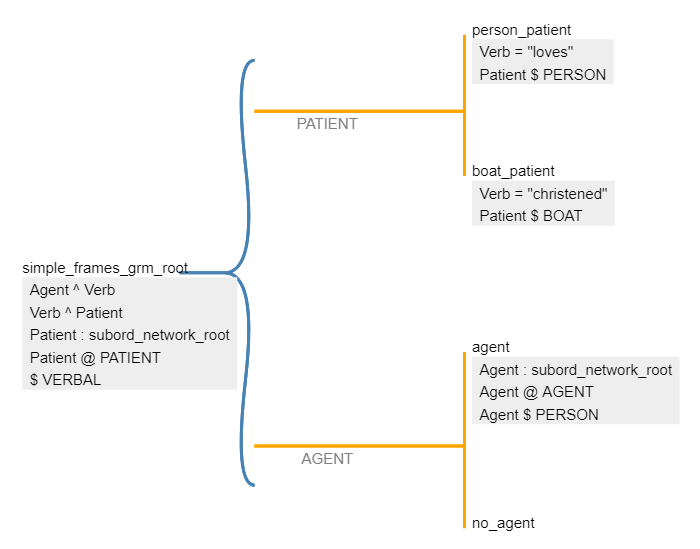 person_patient
Verb = "loves"
Patient $ PERSON
PATIENT
boat_patient
Verb = "christened"
Patient $ BOAT
simple_frames_grm_root
Agent ^ Verb
Verb ^ Patient
Patient : subord_network_root
Patient @ PATIENT
$ VERBAL
agent
Agent : subord_network_root
Agent @ AGENT
Agent $ PERSON
AGENT
no_agent